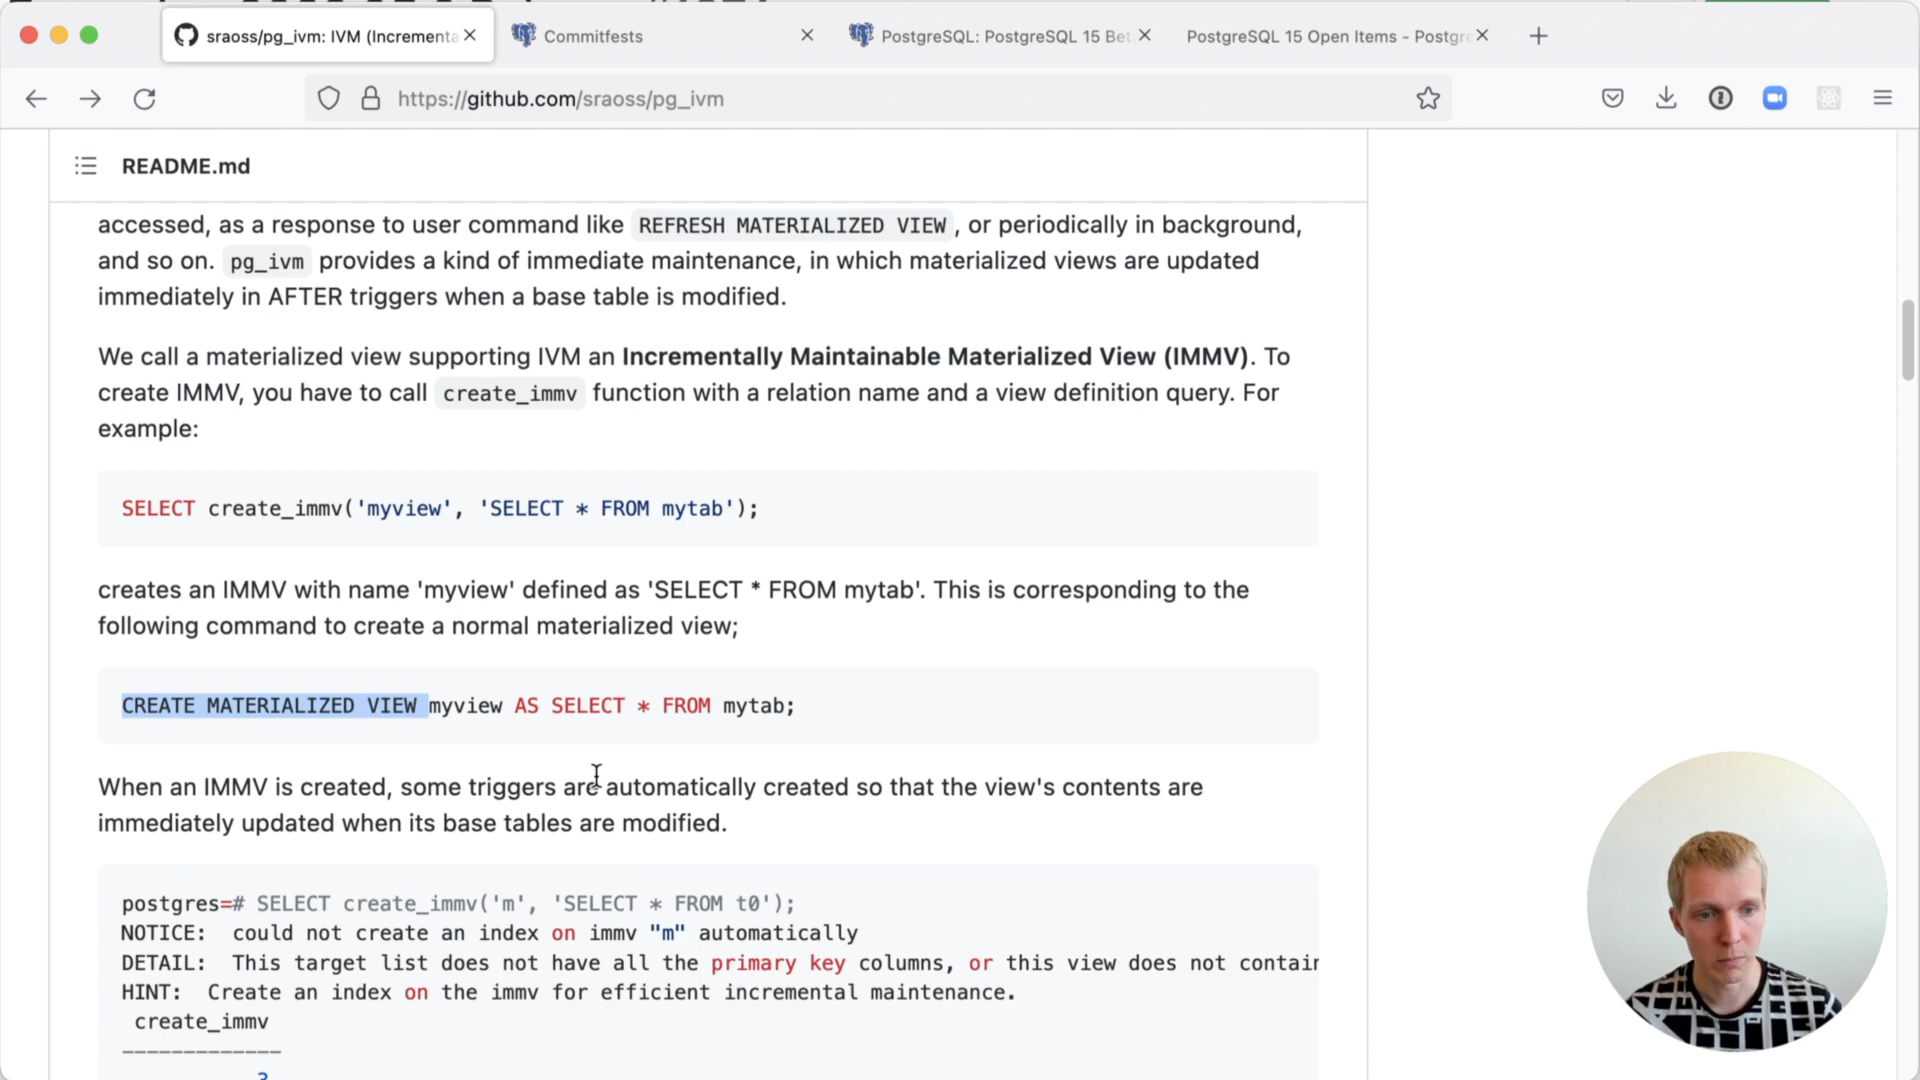 sraoss/pg_ivm: IVM (Incrementa
Commitfests
PostgreSQL: PostgreSQL 15 Bet
PostgreSQL 15 Open Items - Postgre
https://github.com/sraoss/pg_ivm
README.md
accessed, as a response to user command like REFRESH MATERIALIZED VIEW , or periodically in background,
and so on. pg_ivm provides a kind of immediate maintenance, in which materialized views are updated
immediately in AFTER triggers when a base table is modified.
We call a materialized view supporting IVM an Incrementally Maintainable Materialized View (IMMV). To
create IMMV, you have to call create_immv function with a relation name and a view definition query. For
example:
SELECT create_immv('myview', 'SELECT * FROM mytab');
creates an IMMV with name 'myview' defined as 'SELECT * FROM mytab'. This is corresponding to the
following command to create a normal materialized view;
CREATE MATERIALIZED VIEW myview AS SELECT * FROM mytab;
When an IMMV is created, some triggers are automatically created so that the view's contents are
immediately updated when its base tables are modified.
postgres=# SELECT create_immv('m', 'SELECT * FROM t0');
NOTICE:  could not create an index on immv "m" automatically
DETAIL:  This target list does not have all the primary key columns, or this view does not contain
HINT:  Create an index on the immv for efficient incremental maintenance.
create_immv
-------------
3